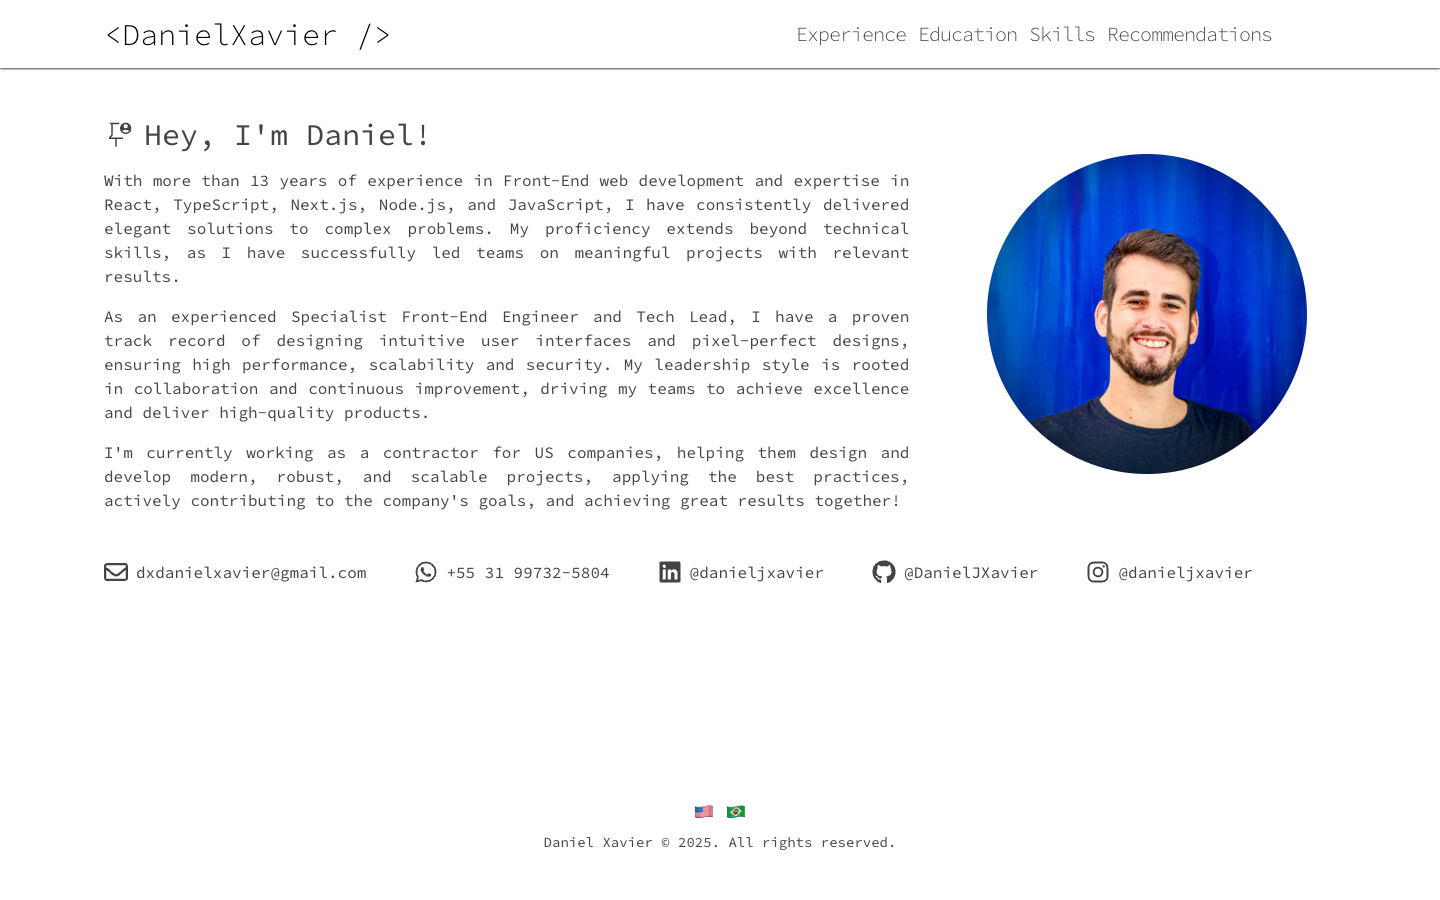 <DanielXavier />
Experience Education Skills Recommendations
Hey, I'm Daniel!
With more than 13 years of experience in Front-End web development and expertise in
React, TypeScript, Next.js, Node.js, and JavaScript, I have consistently delivered
elegant solutions to complex problems. My proficiency extends beyond technical
skills, as I have successfully led teams on meaningful projects with relevant
results.
As an experienced Specialist Front-End Engineer and Tech Lead, I have a proven
track record of designing intuitive user interfaces and pixel-perfect designs,
ensuring high performance, scalability and security. My leadership style is rooted
in collaboration and continuous improvement, driving my teams to achieve excellence
and deliver high-quality products.
I'm currently working as a contractor for US companies, helping them design and
develop modern, robust, and scalable projects, applying the best practices,
actively contributing to the company's goals, and achieving great results together!
dxdanielxavier@gmail.com
+55 31 99732-5804
@danieljxavier
@DanielJXavier
@danieljxavier
Daniel Xavier © 2025. All rights reserved.